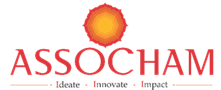 ASSOCHAM
Ideate · Innovate · Impact